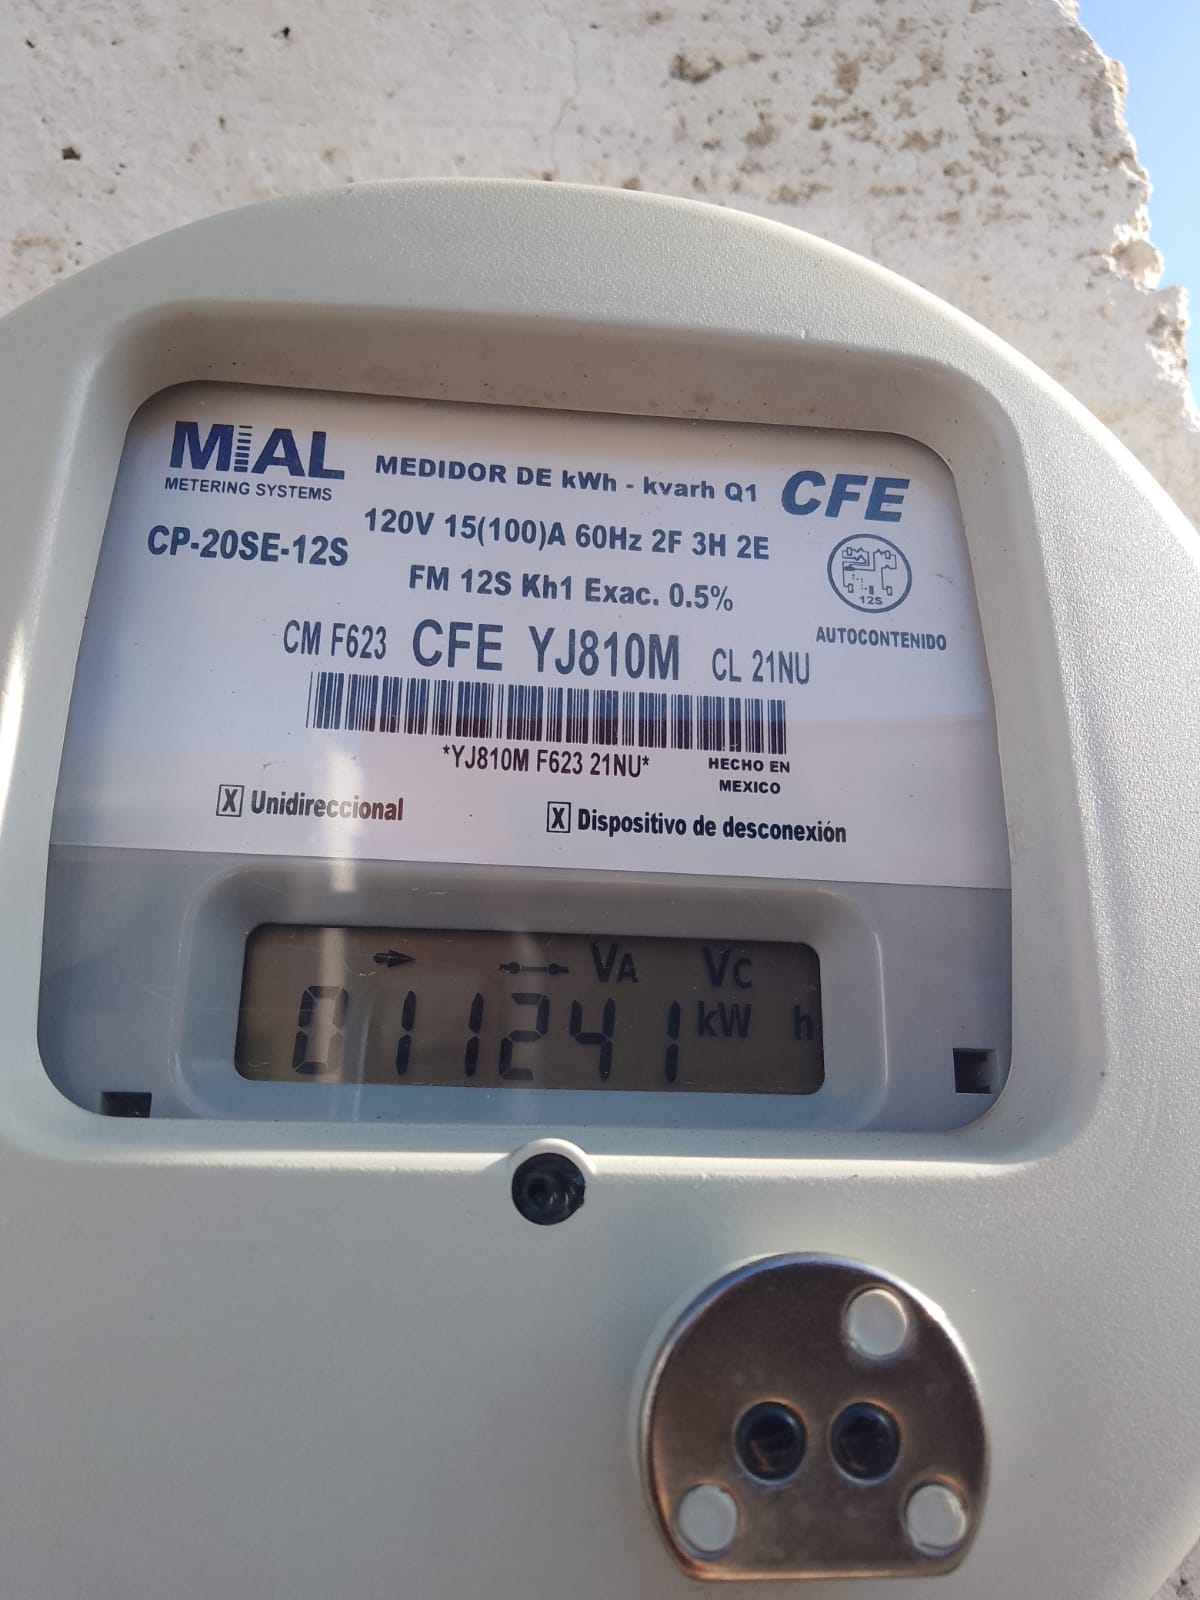 MIAL
METERING SYSTEMS
MEDIDOR DE kWh - kvarh Q1
CFE
CP-20SE-12S
120V 15(100)A 60Hz 2F 3H 2E
FM 12S Kh1 Exac. 0.5%
12S
AUTOCONTENIDO
CM F623 CFE YJ810M CL 21NU
*YJ810M F623 21NU*
HECHO EN
MEXICO
X Unidireccional
X Dispositivo de desconexión
VA VC
011241 kW h